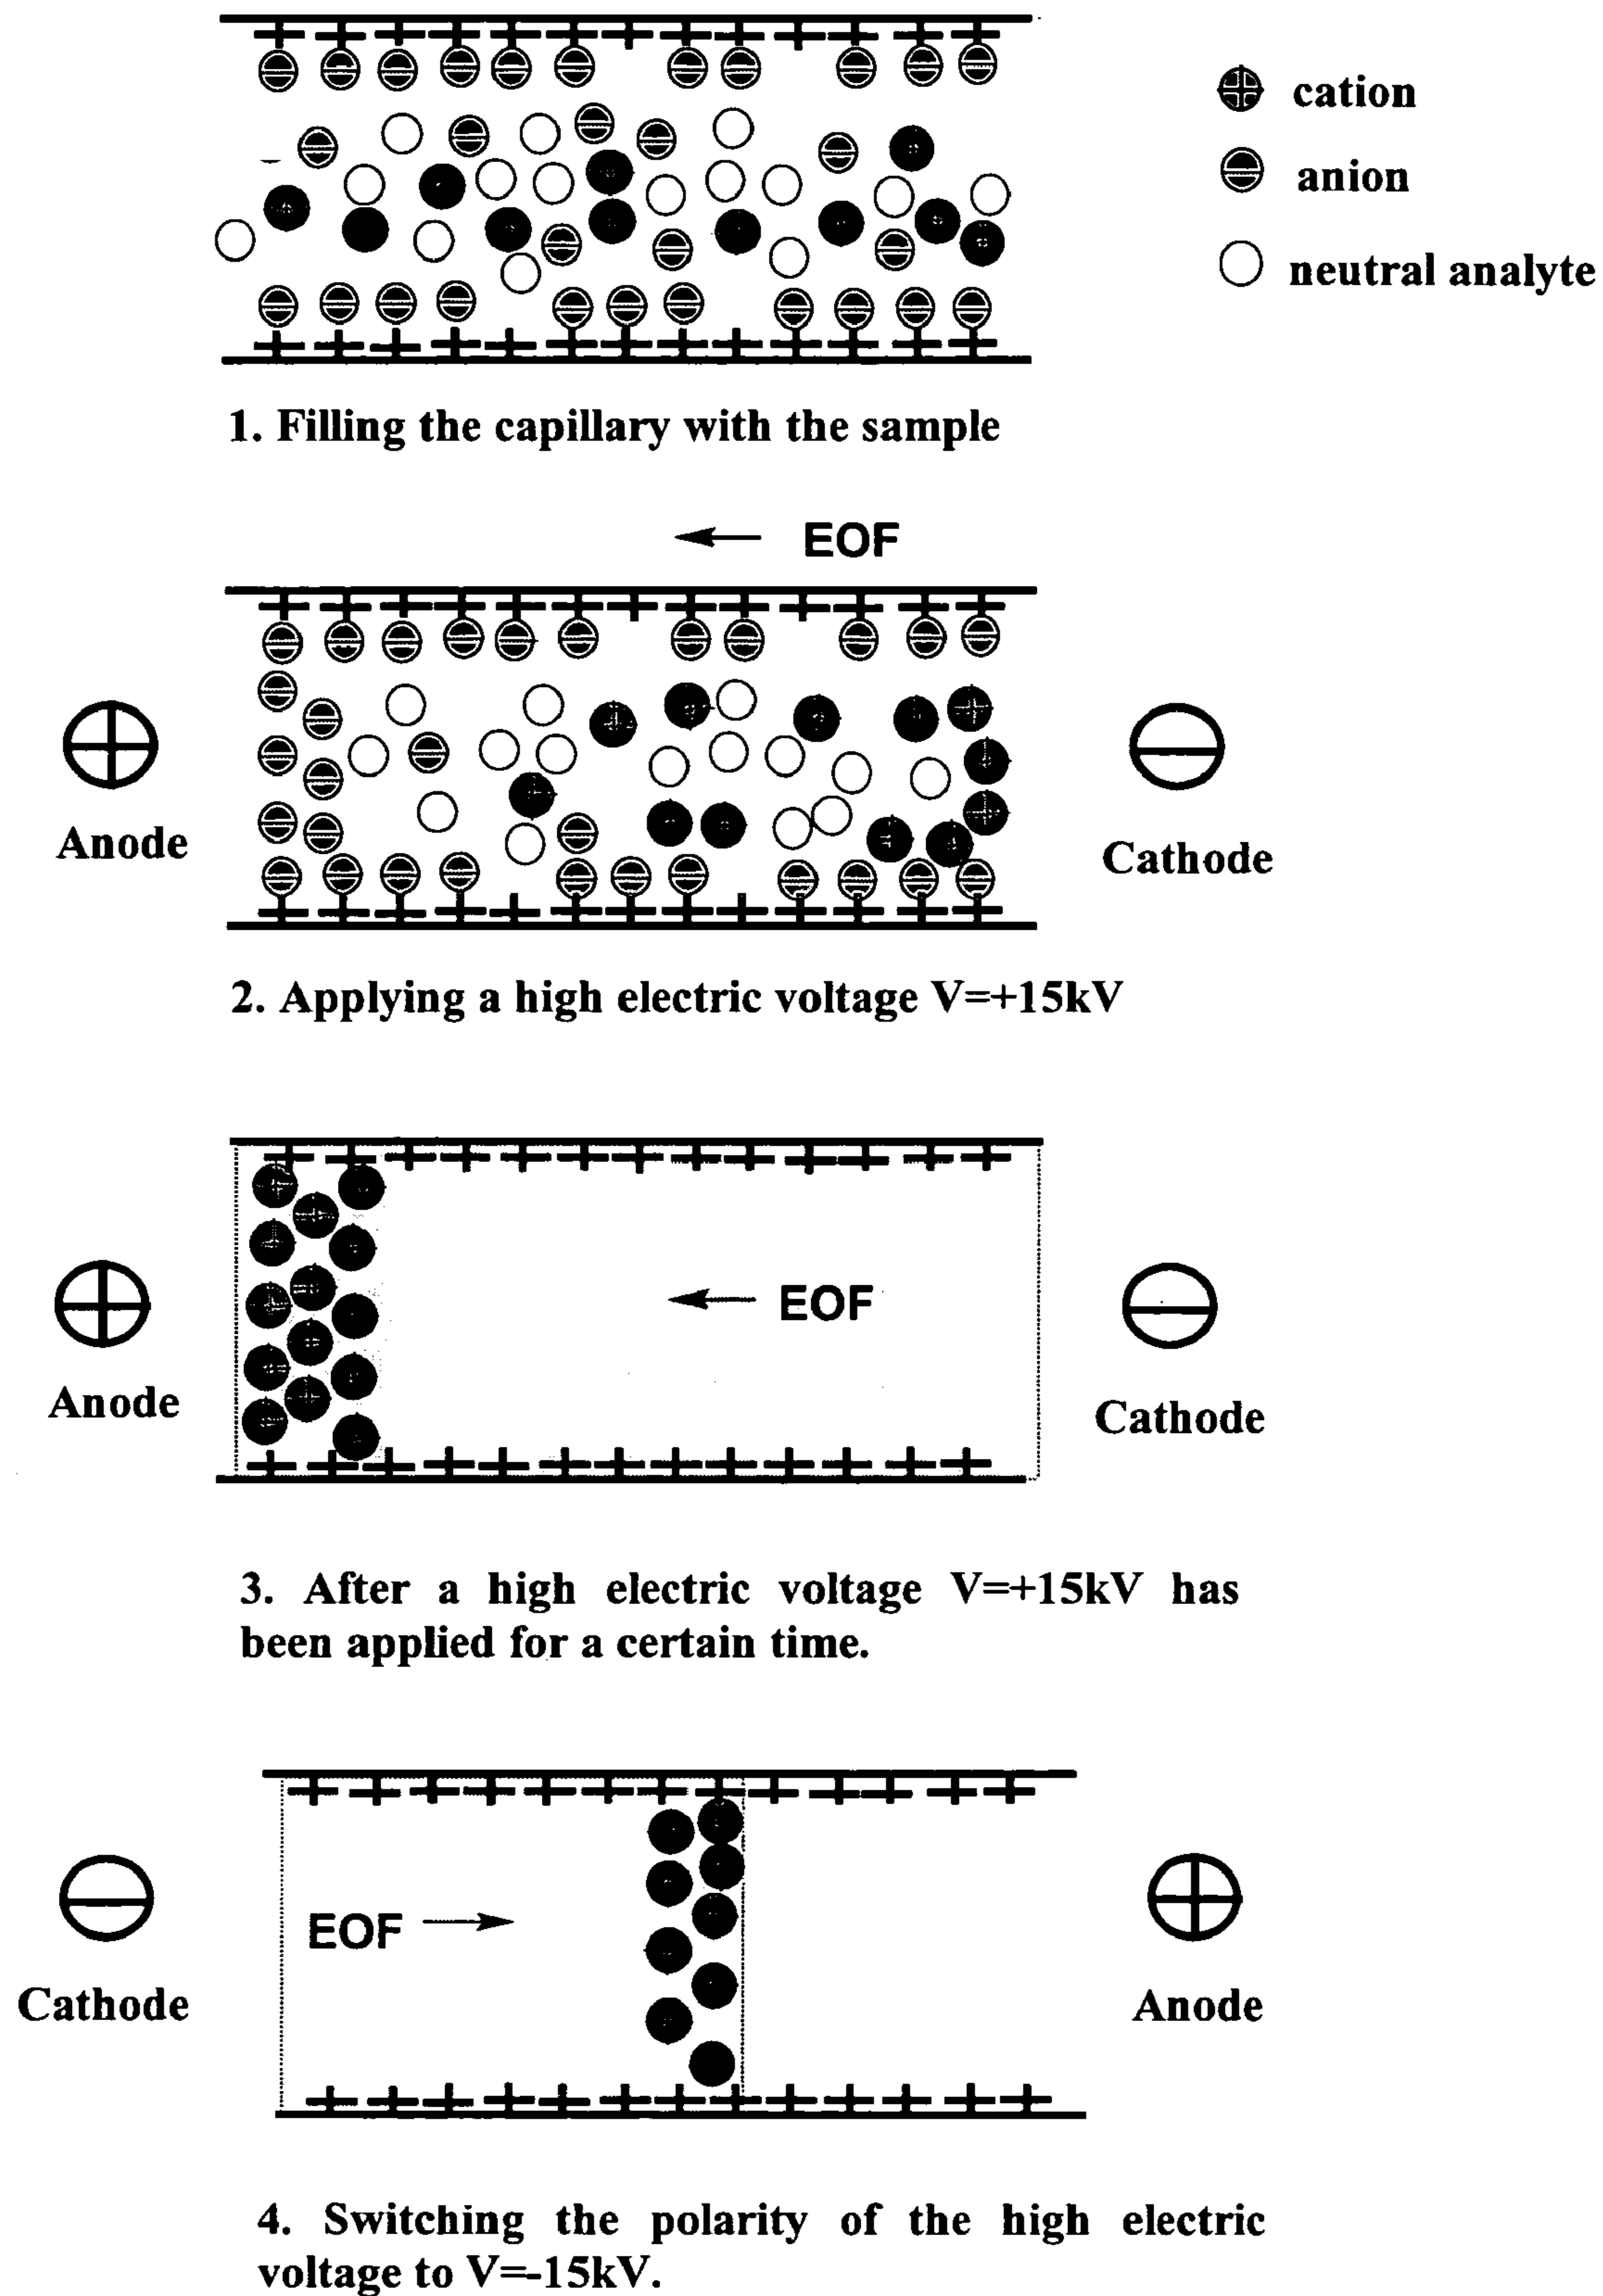 cation
anion
neutral analyte
1. Filling the capillary with the sample
EOF
Anode
Cathode
2. Applying a high electric voltage V=+15kV
EOF
Anode
Cathode
3. After a high electric voltage V=+15kV has
been applied for a certain time.
EOF
Cathode
Anode
4. Switching the polarity of the high electric
voltage to V=-15kV.